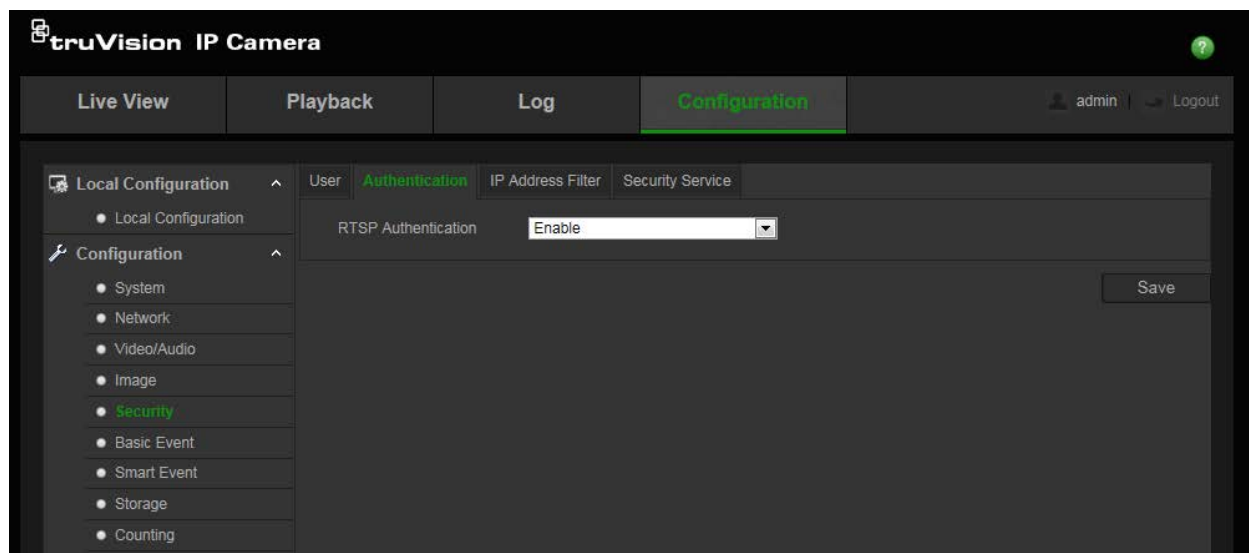 truVision IP Camera
?
Live View Playback Log Configuration admin | Logout
Local Configuration
Local Configuration
Configuration
System
Network
Video/Audio
Image
Security
Basic Event
Smart Event
Storage
Counting
User Authentication IP Address Filter Security Service
RTSP Authentication Enable
Save